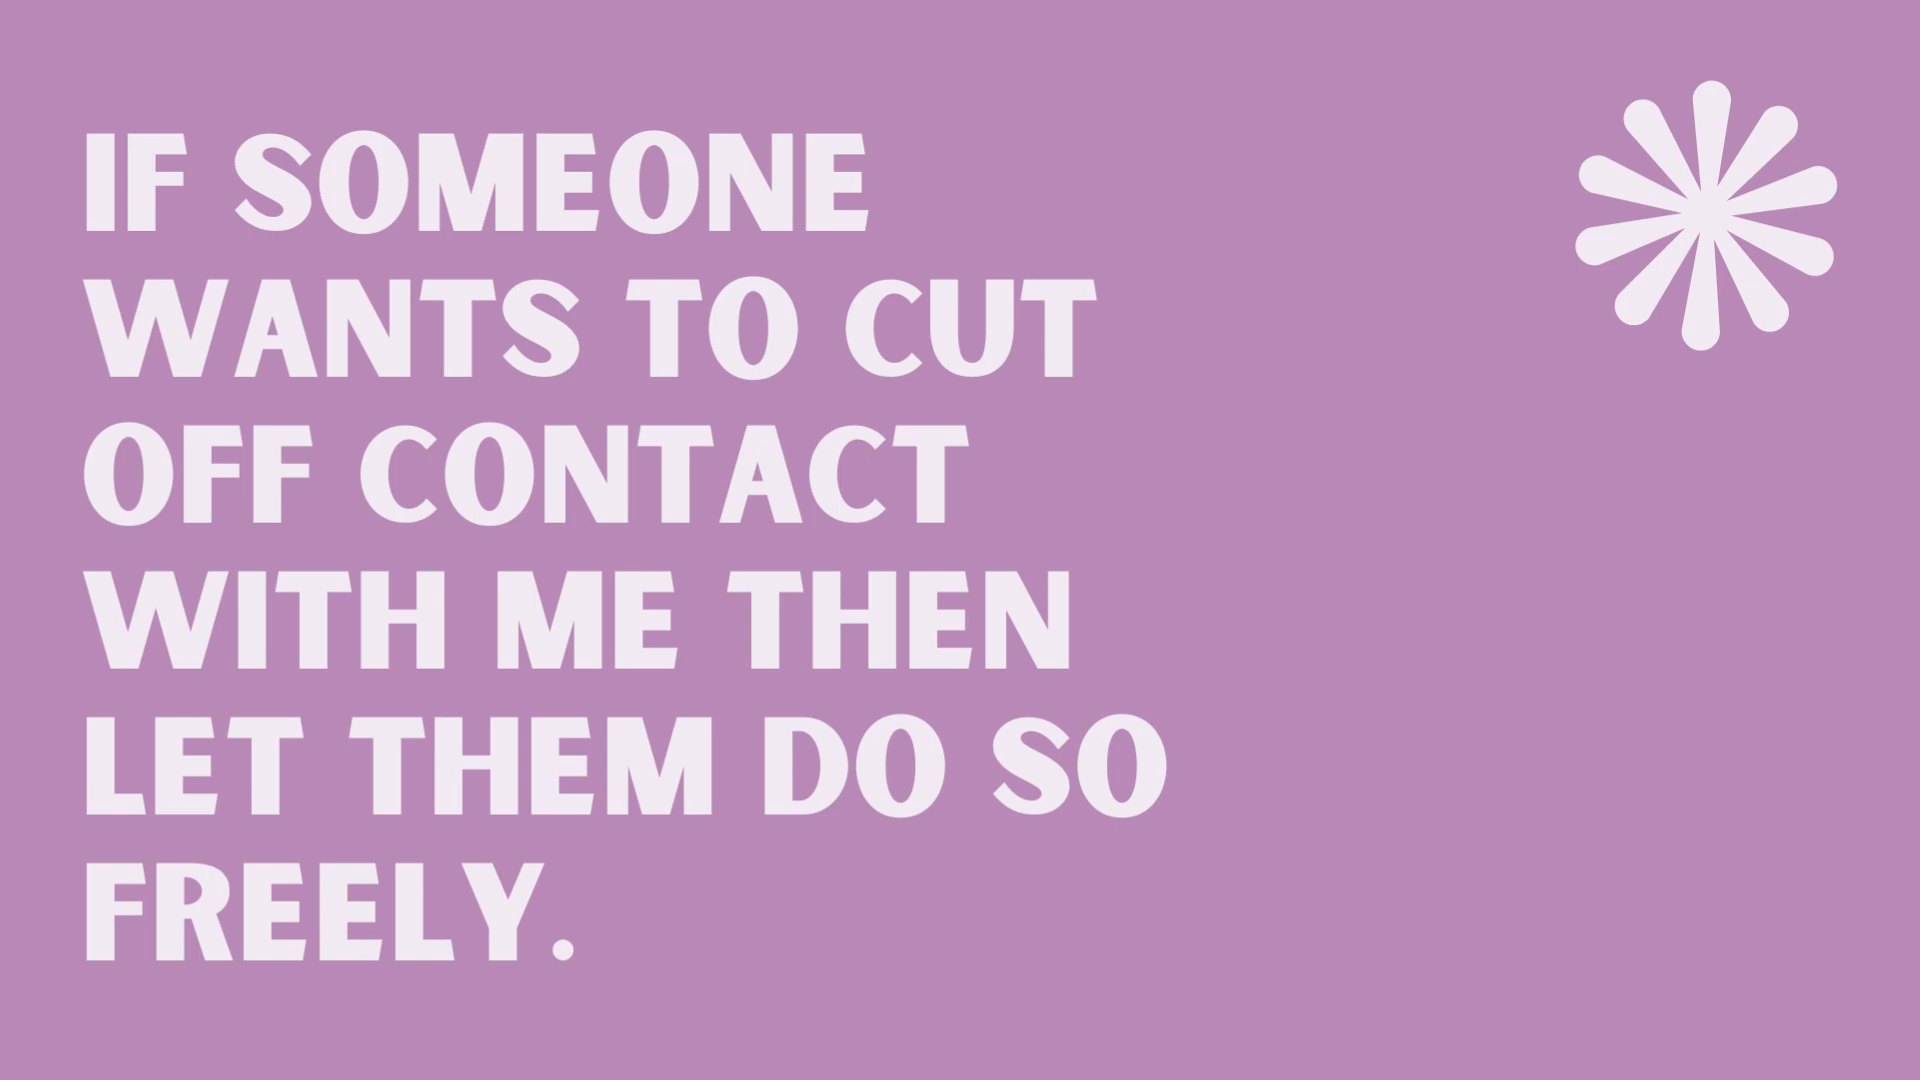 IF SOMEONE
WANTS TO CUT
OFF CONTACT
WITH ME THEN
LET THEM DO SO
FREELY.